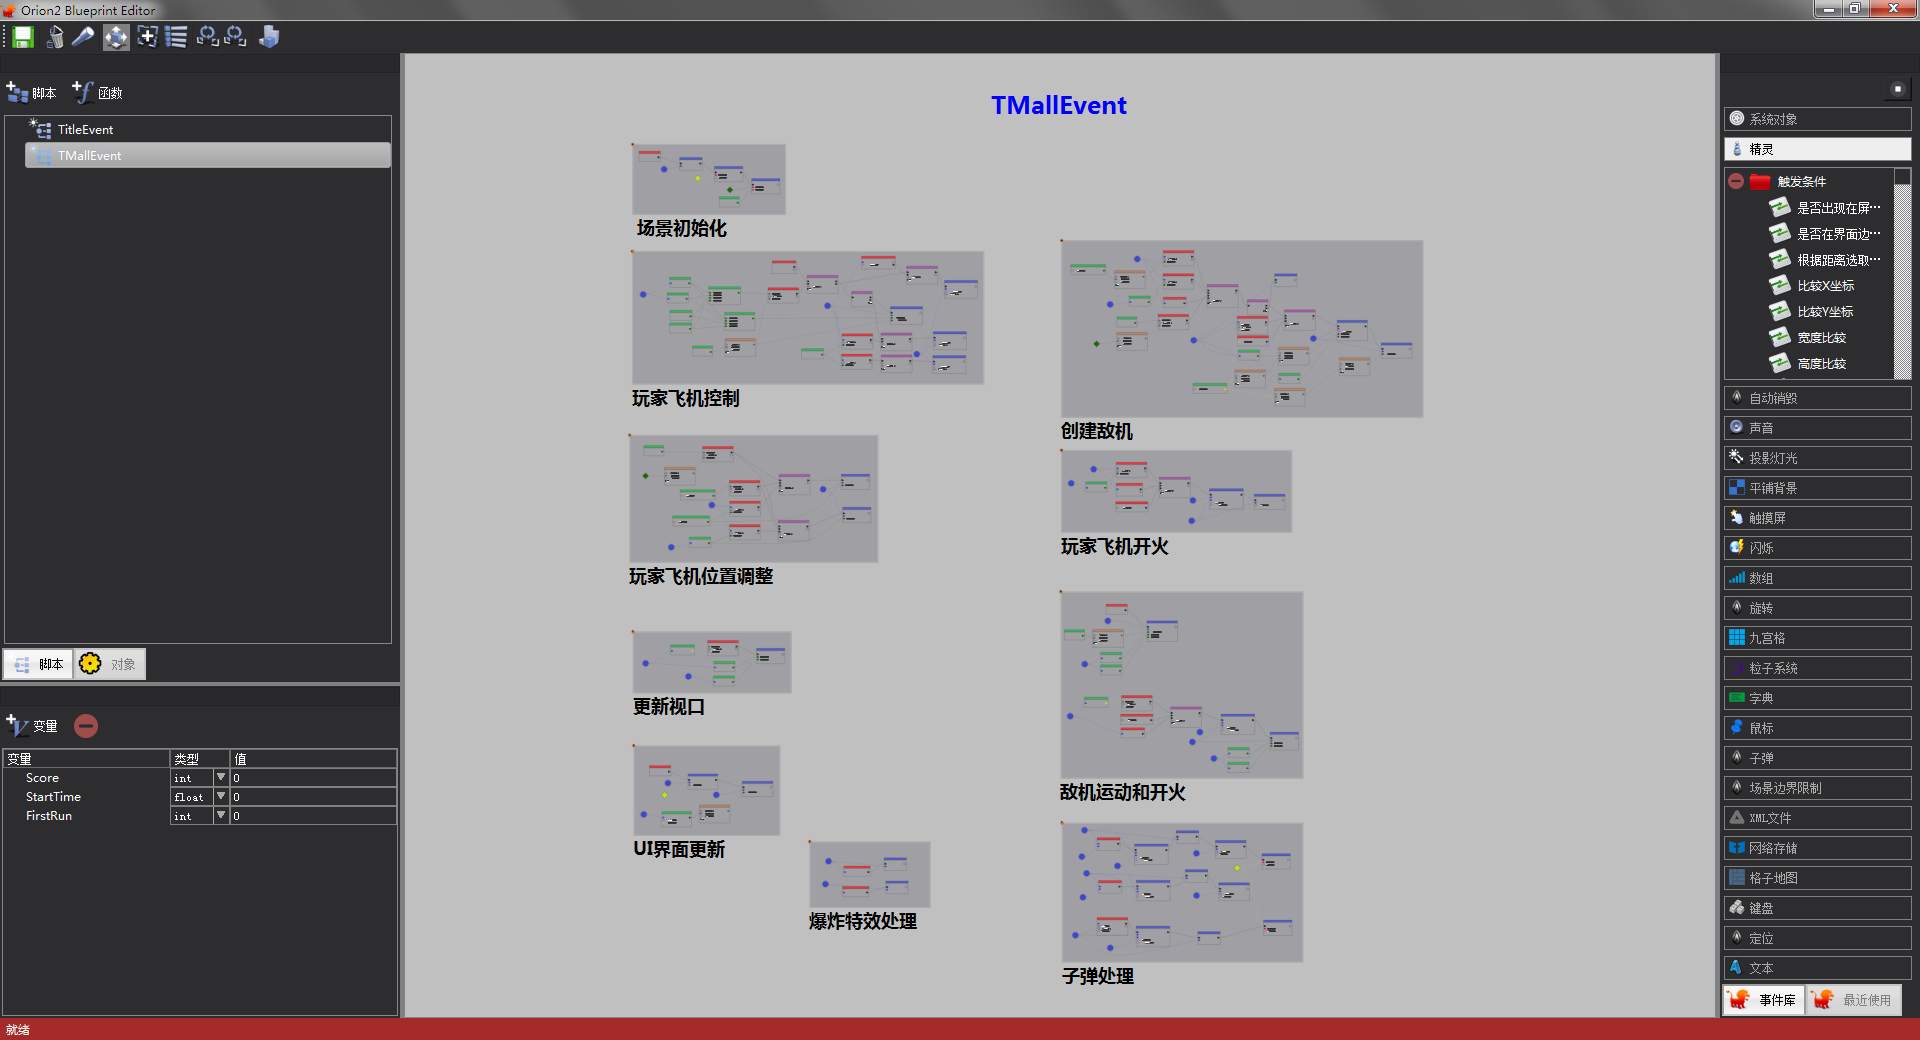 Orion2 Blueprint Editor
脚本
函数
TitleEvent
TMallEvent
脚本
对象
变量
变量 类型 值
Score int 0
StartTime float 0
FirstRun int 0
就绪
TMallEvent
场景初始化
玩家飞机控制
玩家飞机位置调整
更新视口
UI界面更新
爆炸特效处理
创建敌机
玩家飞机开火
敌机运动和开火
子弹处理
系统对象
精灵
触发条件
是否出现在屏…
是否在界面边…
根据距离选取…
比较X坐标
比较Y坐标
宽度比较
高度比较
自动销毁
声音
投影灯光
平铺背景
触摸屏
闪烁
数组
旋转
九宫格
粒子系统
字典
鼠标
子弹
场景边界限制
XML文件
网络存储
格子地图
键盘
定位
文本
事件库
最近使用